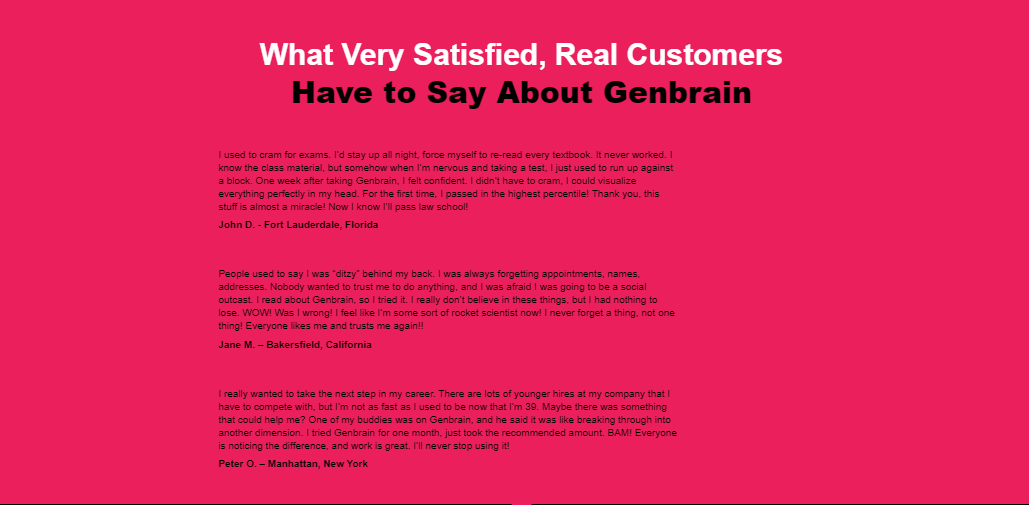 What Very Satisfied, Real Customers
Have to Say About Genbrain
I used to cram for exams. I'd stay up all night, force myself to re-read every textbook. It never worked. I
know the class material, but somehow when I'm nervous and taking a test, I just used to run up against
a block. One week after taking Genbrain, I felt confident. I didn't have to cram, I could visualize
everything perfectly in my head. For the first time, I passed in the highest percentile! Thank you, this
stuff is almost a miracle! Now I know I'll pass law school!
John D. - Fort Lauderdale, Florida
People used to say I was "ditzy" behind my back. I was always forgetting appointments, names,
addresses. Nobody wanted to trust me to do anything, and I was afraid I was going to be a social
outcast. I read about Genbrain, so I tried it. I really don't believe in these things, but I had nothing to
lose. WOW! Was I wrong! I feel like I'm some sort of rocket scientist now! I never forget a thing, not one
thing! Everyone likes me and trusts me again!!
Jane M. – Bakersfield, California
I really wanted to take the next step in my career. There are lots of younger hires at my company that I
have to compete with, but I'm not as fast as I used to be now that I'm 39. Maybe there was something
that could help me? One of my buddies was on Genbrain, and he said it was like breaking through into
another dimension. I tried Genbrain for one month, just took the recommended amount. BAM! Everyone
is noticing the difference, and work is great. I'll never stop using it!
Peter O. – Manhattan, New York